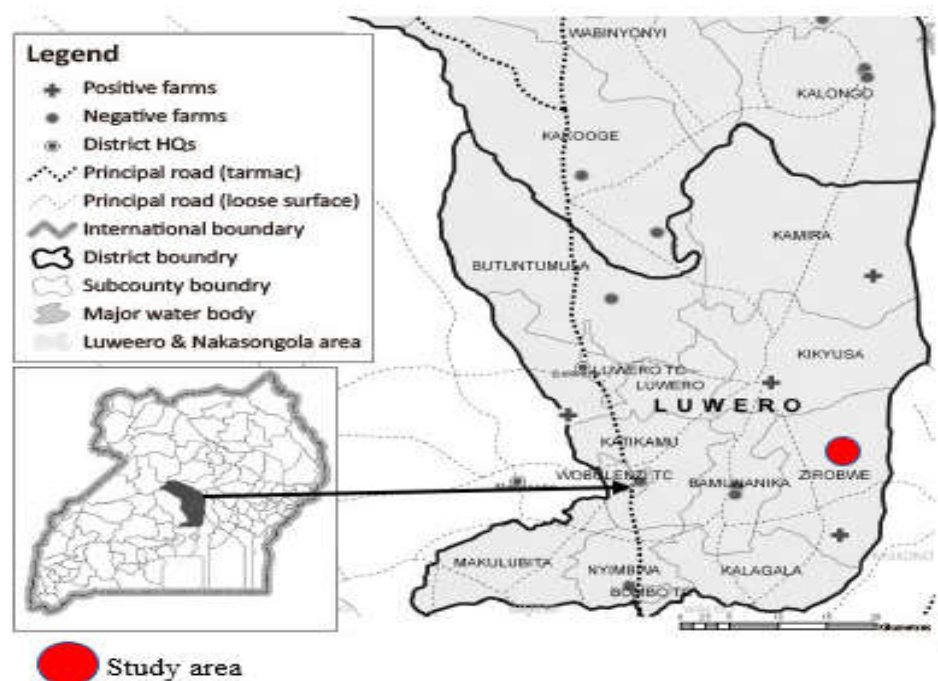 Legend
Positive farms
Negative farms
District HQs
Principal road (tarmac)
Principal road (loose surface)
International boundary
District boundry
Subcounty boundry
Major water body
Luweero & Nakasongola area
WABINYONYI
KALONGO
KAKOOGE
KAMIRA
BUTUNTUMULA
KIKYUSA
LUWERO TC
LUWERO
LUWERO
KATIKAMU
WOBULENZI TC
BAMUNANIKA
ZIROBWE
MAKULUBITA
NYIMBWA
KALAGALA
BOMBO TC
Study area